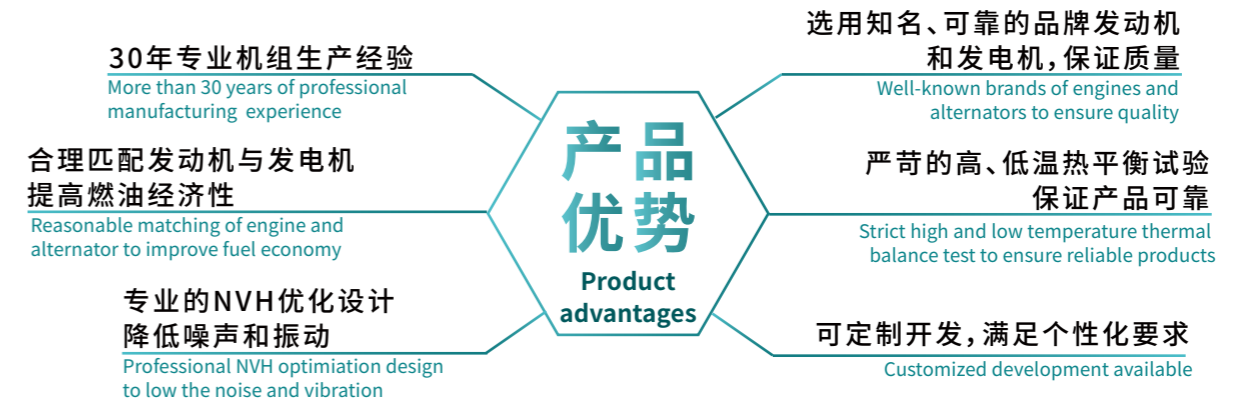 30年专业机组生产经验
More than 30 years of professional
manufacturing experience
合理匹配发动机与发电机
提高燃油经济性
Reasonable matching of engine and
alternator to improve fuel economy
专业的NVH优化设计
降低噪声和振动
Professional NVH optimiation design
to low the noise and vibration
产品
优势
Product
advantages
选用知名、可靠的品牌发动机
和发电机，保证质量
Well-known brands of engines and
alternators to ensure quality
严苛的高、低温热平衡试验
保证产品可靠
Strict high and low temperature thermal
balance test to ensure reliable products
可定制开发，满足个性化要求
Customized development available